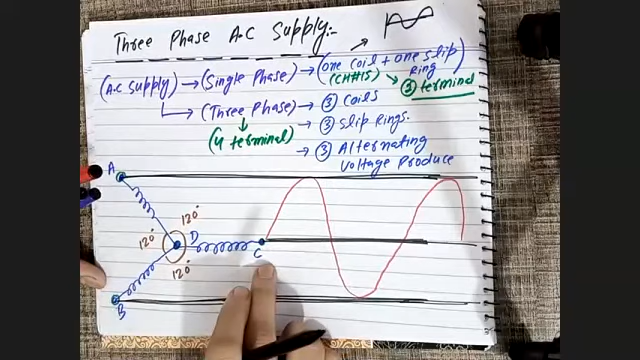 Three Phase A.C Supply:-
(A.C Supply) → (Single Phase) → (one coil + one slip Ring)
(CH#15) → ③ terminal
→ (Three Phase) → ③ Coils
(4 terminal) → ③ Slip Rings.
→ ③ Alternating
Voltage Produce
A
120°
120° D
C
120°
B